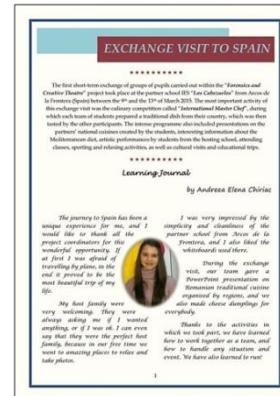 EXCHANGE VISIT TO SPAIN
The first short-term exchange of groups of pupils carried out within the "Forensics and
Creative Theatre" project took place at the partner school IES "Los Cabezuelos" from Arcos de
la Frontera (Spain) between the 9th and the 13th of March 2015. The most important activity of
this exchange visit was the culinary competition called "International Master Chef", during
which each team of students prepared a traditional dish from their country, which was then
tasted by the other participants. The intense programme also included presentations on the
partners' national cuisines created by the students, interesting information about the
Mediterranean diet, artistic performances by students from the hosting school, attending
classes, sporting and relaxing activities, as well as cultural visits and educational trips.
Learning Journal
by Andreea Elena Chiriac
The journey to Spain has been a
unique experience for me, and I
would like to thank all the
project coordinators for this
wonderful opportunity. If
at first I was afraid of
travelling by plane, in the
end it proved to be the
most beautiful trip of my
life.
My host family were
very welcoming. They were
always asking me if I wanted
anything, or if I was ok. I can even
say that they were the perfect host
family, because in our free time we
went to amazing places to relax and
take photos.
I was very impressed by the
simplicity and cleanliness of the
partner school from Arcos de la
Frontera, and I also liked the
whiteboards used there.
During the exchange
visit, our team gave a
PowerPoint presentation on
Romanian traditional cuisine
organized by regions, and we
also made cheese dumplings for
everybody.
Thanks to the activities in
which we took part, we have learned
how to work together as a team, and
how to handle any situation and
event. We have also learned to run!
1